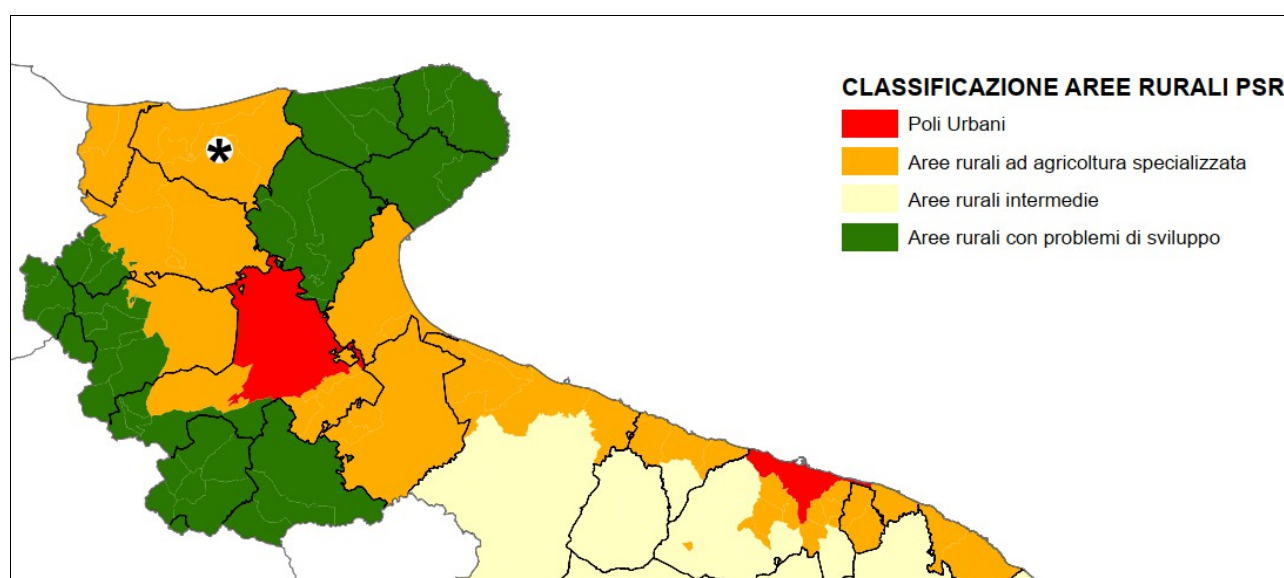 CLASSIFICAZIONE AREE RURALI PSR
Poli Urbani
Aree rurali ad agricoltura specializzata
Aree rurali intermedie
Aree rurali con problemi di sviluppo
*